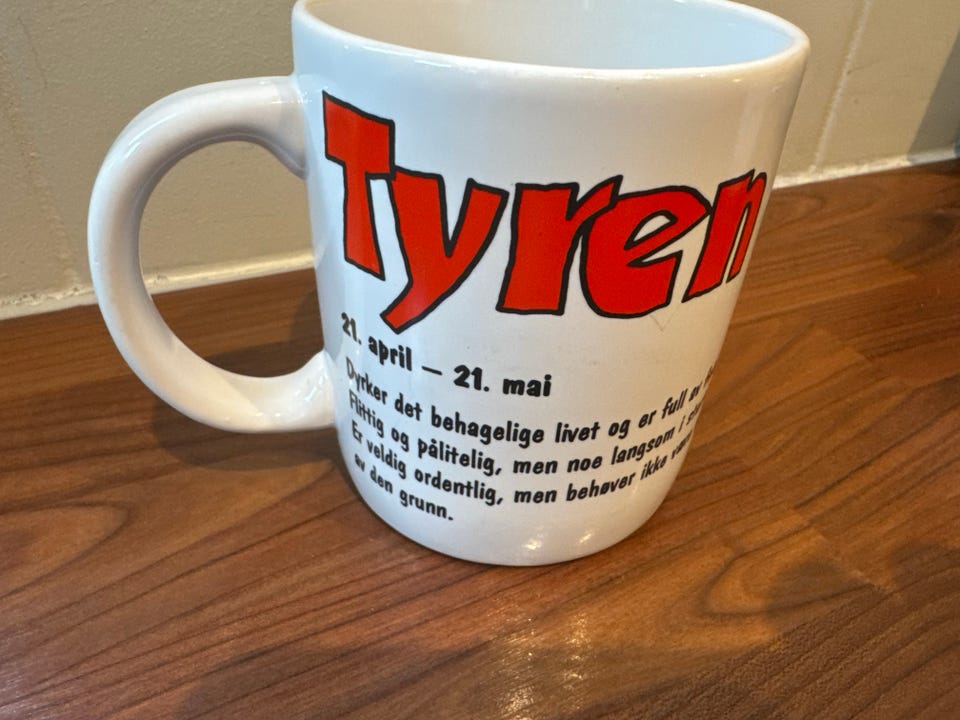 Tyren
21. april – 21. mai
Dyrker det behagelige livet og er full av
Flittig og pålitelig, men noe langsom i
Er veldig ordentlig, men behøver ikke
av den grunn.